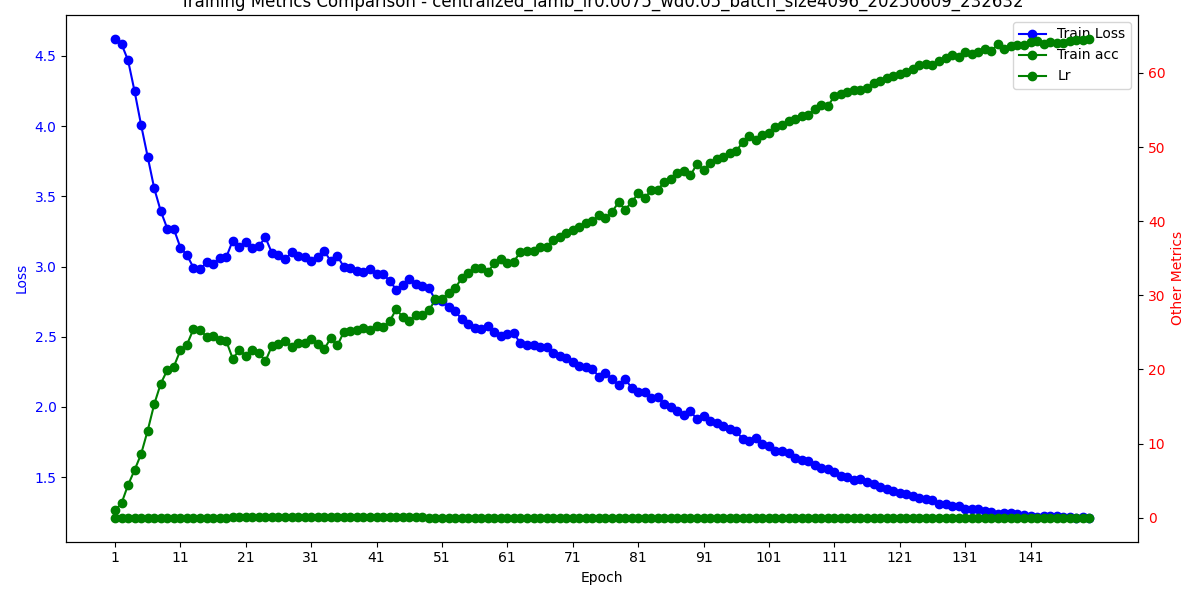 Training Metrics Comparison - centralized_lamb_lr0.0075_wd0.05_batch_size4096_20250609_232632
Train Loss
Train acc
Lr
4.5
4.0
3.5
3.0
2.5
2.0
1.5
Loss
60
50
40
30
20
10
0
Other Metrics
1 11 21 31 41 51 61 71 81 91 101 111 121 131 141
Epoch